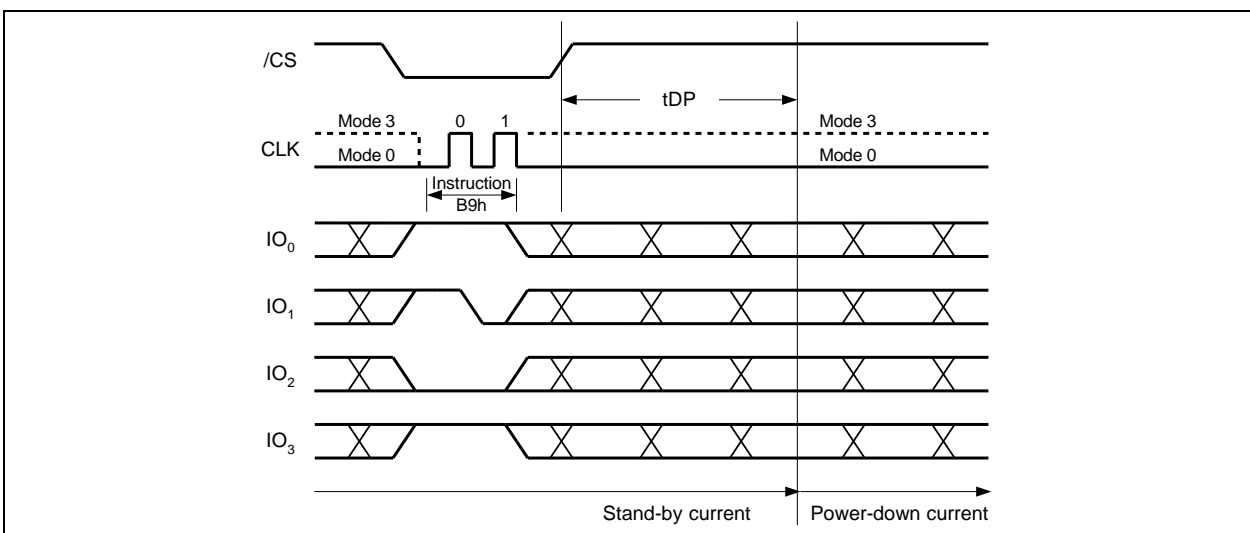 /CS
tDP
Mode 3 0 1 Mode 3
CLK
Mode 0 Mode 0
Instruction
B9h
IO0
IO1
IO2
IO3
Stand-by current Power-down current